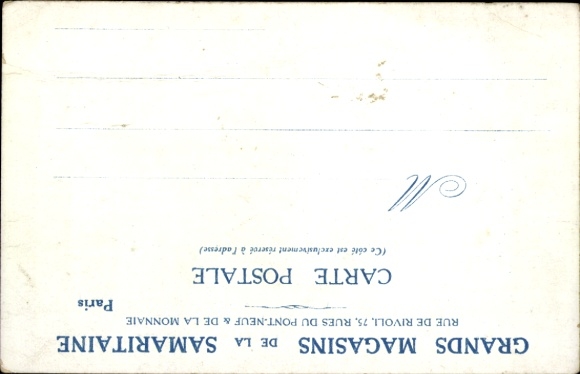 GRANDS MAGASINS DE LA SAMARITAINE
RUE DE RIVOLI, 75, RUES DU PONT-NEUF & DE LA MONNAIE
Paris
CARTE POSTALE
(Ce côté est exclusivement réservé à l'adresse)
M